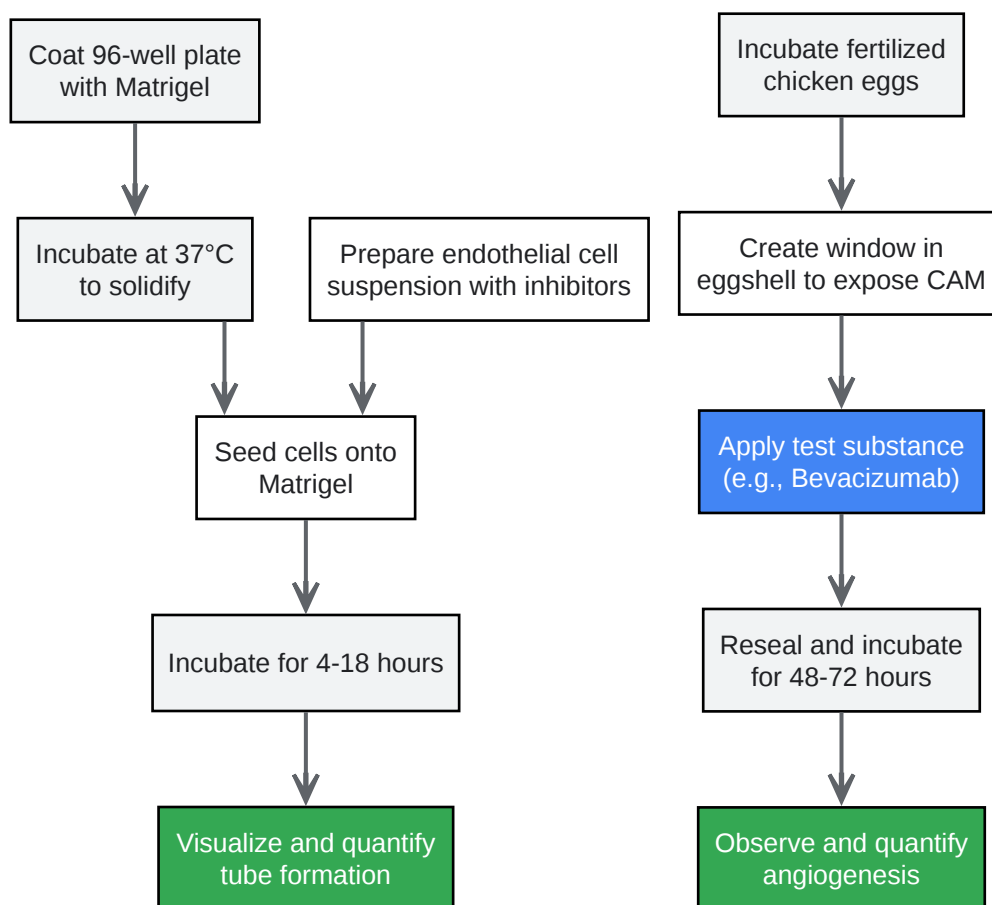 Coat 96-well plate
with Matrigel
Incubate at 37°C
to solidify
Prepare endothelial cell
suspension with inhibitors
Seed cells onto
Matrigel
Incubate for 4-18 hours
Visualize and quantify
tube formation
Incubate fertilized
chicken eggs
Create window in
eggshell to expose CAM
Apply test substance
(e.g., Bevacizumab)
Reseal and incubate
for 48-72 hours
Observe and quantify
angiogenesis